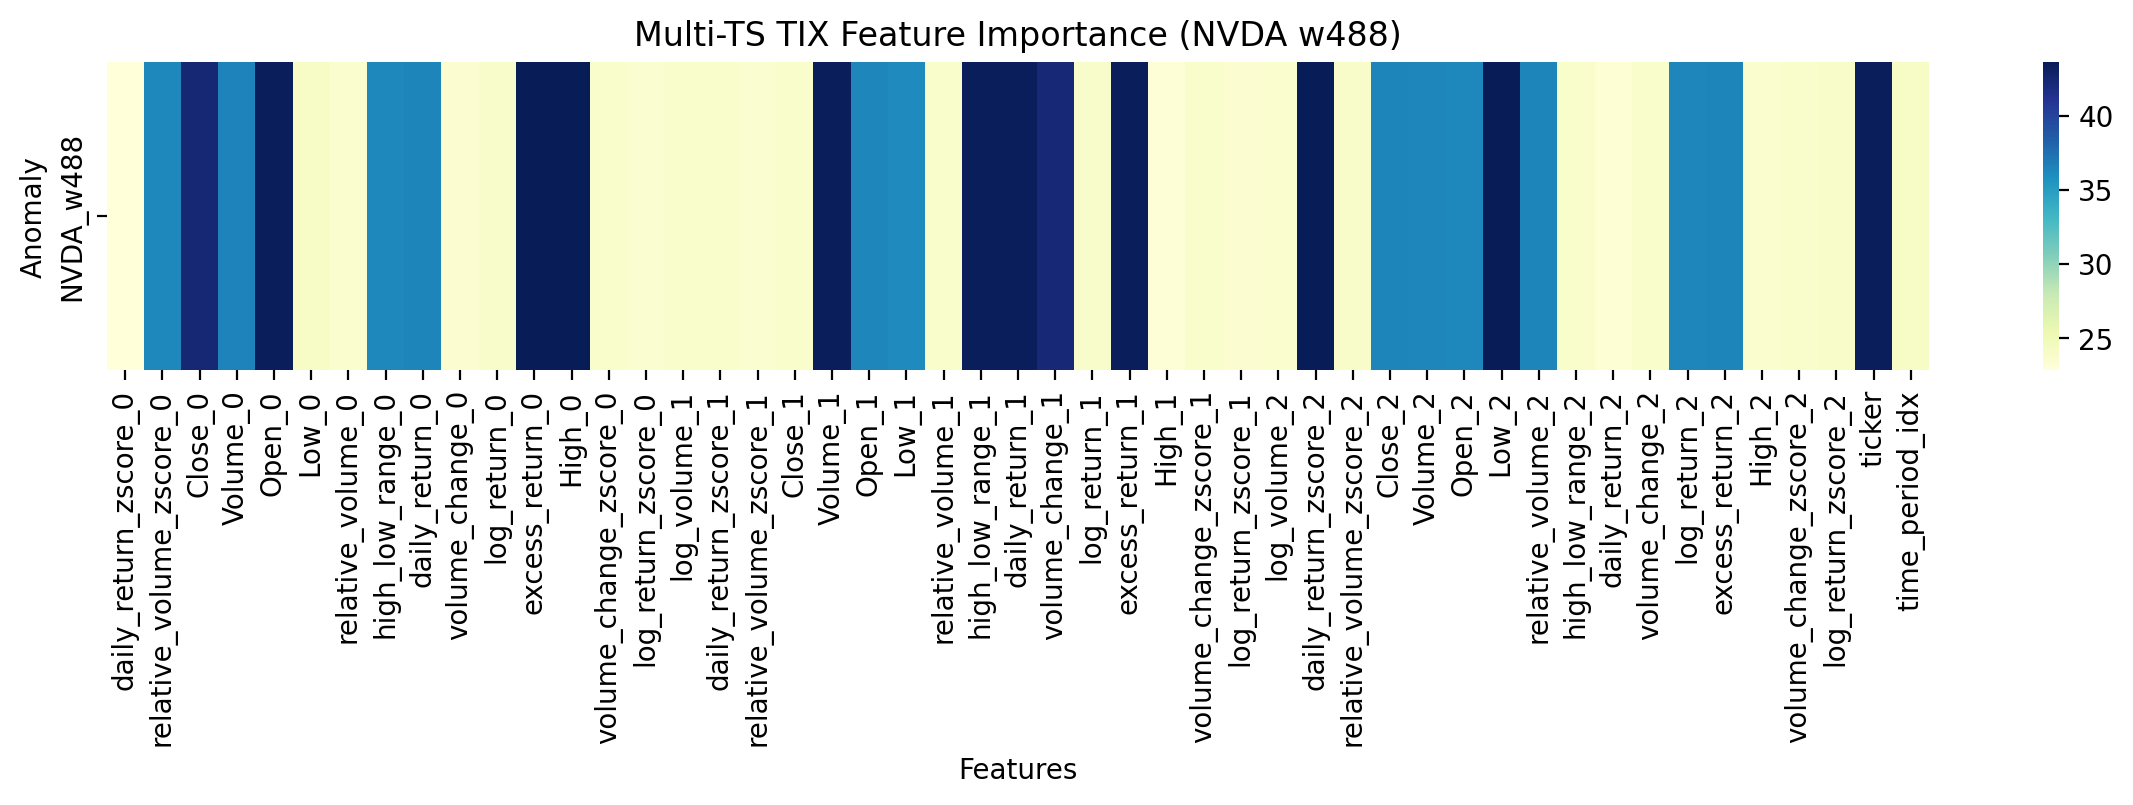 Multi-TS TIX Feature Importance (NVDA w488)
Anomaly
NVDA_w488
40
35
30
25
daily_return_zscore_0
relative_volume_zscore_0
Close_0
Volume_0
Open_0
Low_0
relative_volume_0
high_low_range_0
daily_return_0
volume_change_0
log_return_0
excess_return_0
High_0
volume_change_zscore_0
log_return_zscore_0
log_volume_1
daily_return_zscore_1
relative_volume_zscore_1
Close_1
Volume_1
Open_1
Low_1
relative_volume_1
high_low_range_1
daily_return_1
volume_change_1
log_return_1
excess_return_1
High_1
volume_change_zscore_1
log_return_zscore_1
log_volume_2
daily_return_zscore_2
relative_volume_zscore_2
Close_2
Volume_2
Open_2
Low_2
relative_volume_2
high_low_range_2
daily_return_2
volume_change_2
log_return_2
excess_return_2
High_2
volume_change_zscore_2
log_return_zscore_2
ticker
time_period_idx
Features